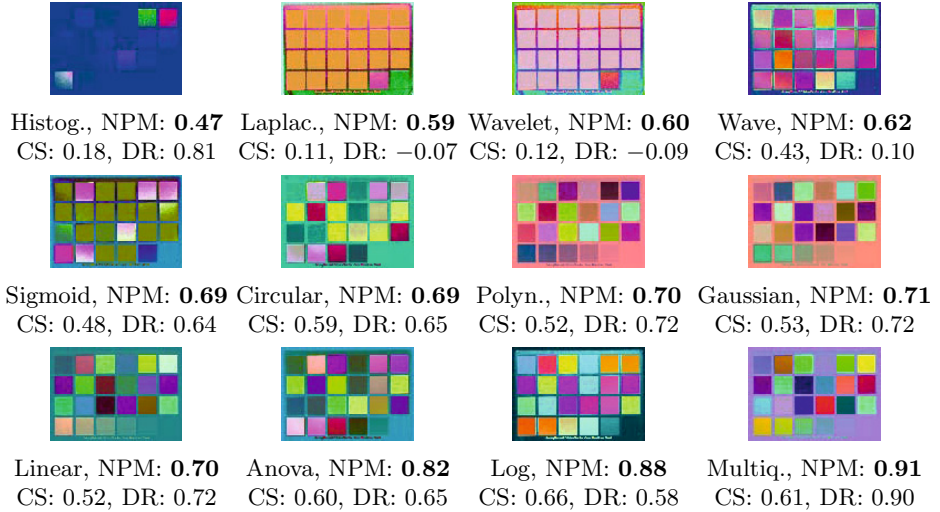 Histog., NPM: 0.47 Laplac., NPM: 0.59 Wavelet, NPM: 0.60 Wave, NPM: 0.62
CS: 0.18, DR: 0.81 CS: 0.11, DR: −0.07 CS: 0.12, DR: −0.09 CS: 0.43, DR: 0.10
Sigmoid, NPM: 0.69 Circular, NPM: 0.69 Polyn., NPM: 0.70 Gaussian, NPM: 0.71
CS: 0.48, DR: 0.64 CS: 0.59, DR: 0.65 CS: 0.52, DR: 0.72 CS: 0.53, DR: 0.72
Linear, NPM: 0.70 Anova, NPM: 0.82 Log, NPM: 0.88 Multiq., NPM: 0.91
CS: 0.52, DR: 0.72 CS: 0.60, DR: 0.65 CS: 0.66, DR: 0.58 CS: 0.61, DR: 0.90